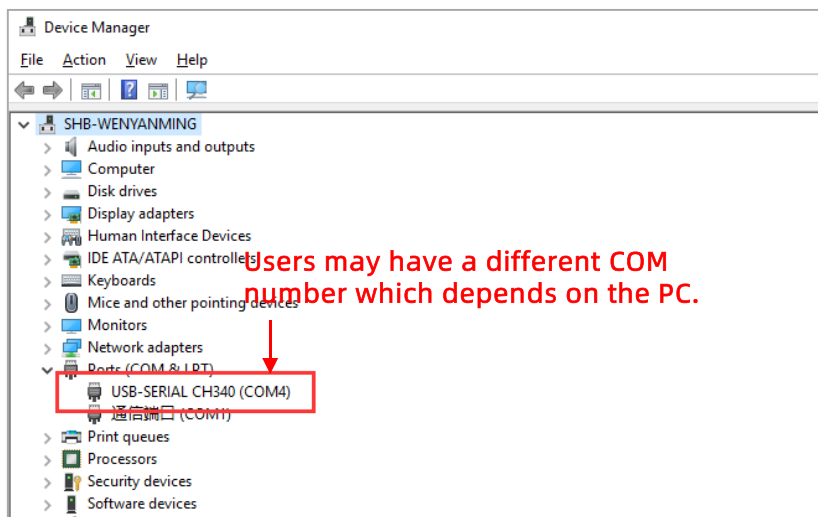 Device Manager
File Action View Help
SHB-WENYANMING
Audio inputs and outputs
Computer
Disk drives
Display adapters
Human Interface Devices
IDE ATA/ATAPI controllers
Users may have a different COM
number which depends on the PC.
Keyboards
Mice and other pointing devices
Monitors
Network adapters
Ports (COM & LPT)
USB-SERIAL CH340 (COM4)
通信端口 (COM1)
Print queues
Processors
Security devices
Software devices